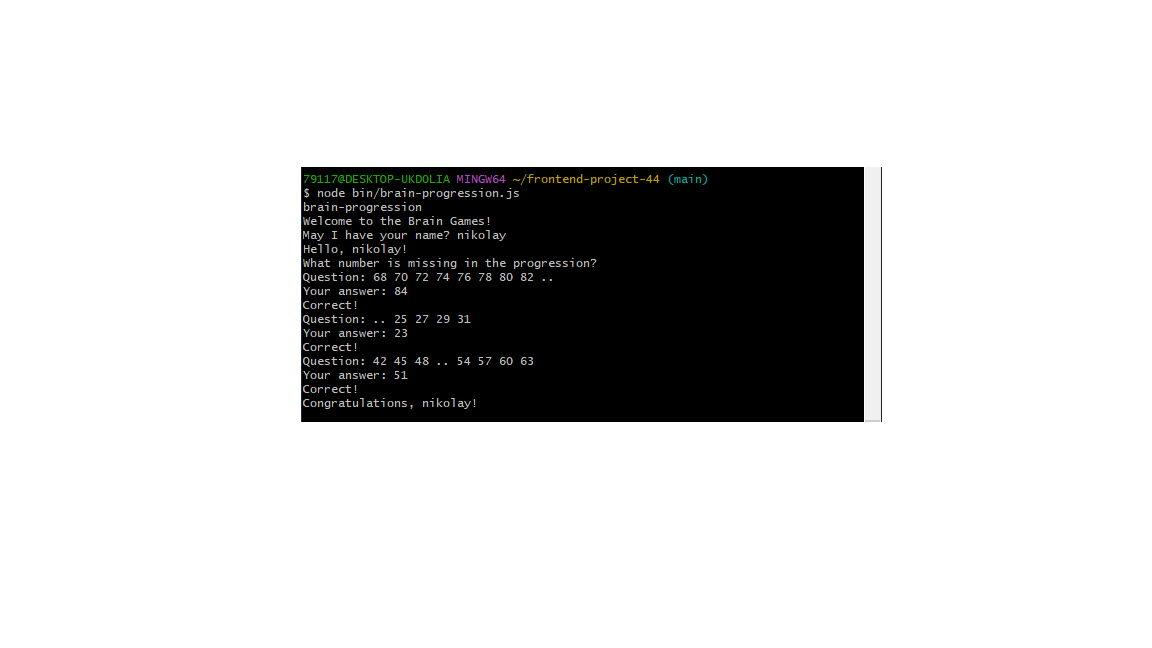 79117@DESKTOP-UKDOLIA MINGW64 ~/frontend-project-44 (main)
$ node bin/brain-progression.js
brain-progression
Welcome to the Brain Games!
May I have your name? nikolay
Hello, nikolay!
What number is missing in the progression?
Question: 68 70 72 74 76 78 80 82 ..
Your answer: 84
Correct!
Question: .. 25 27 29 31
Your answer: 23
Correct!
Question: 42 45 48 .. 54 57 60 63
Your answer: 51
Correct!
Congratulations, nikolay!